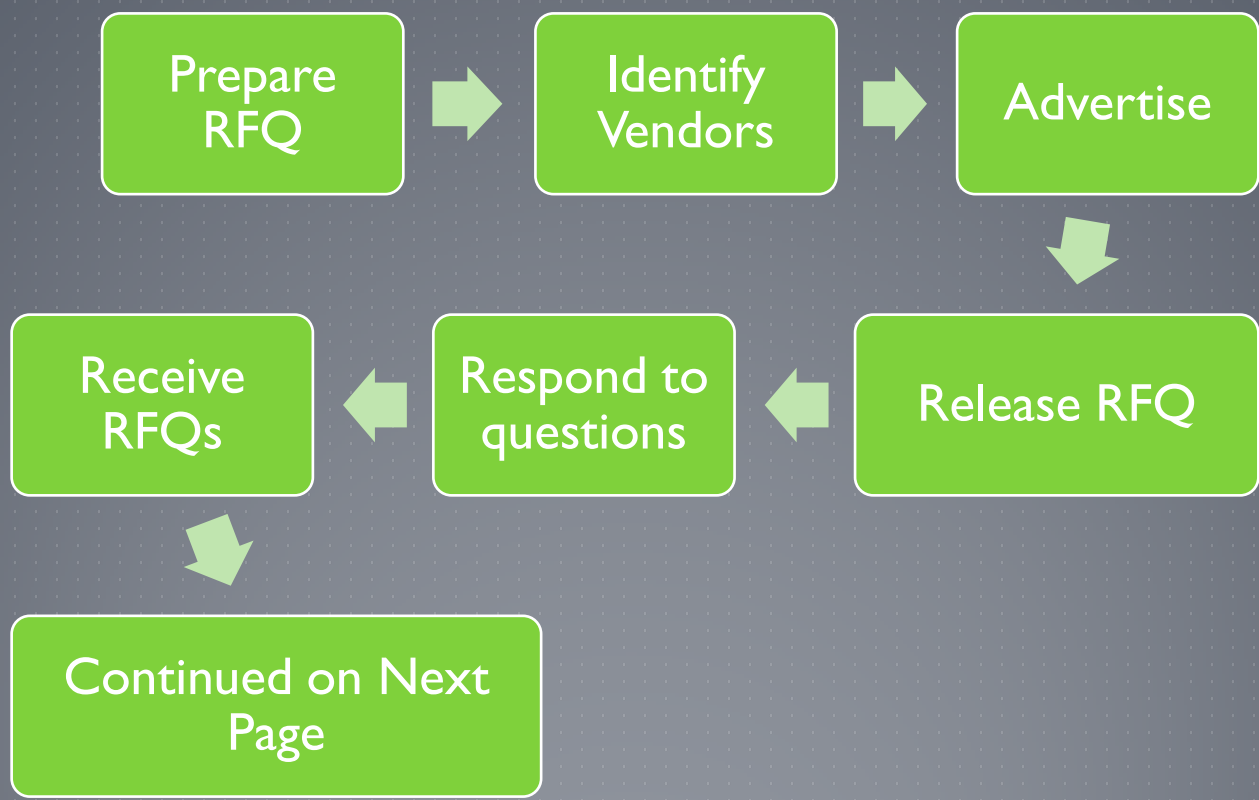 Prepare
RFQ
Identify
Vendors
Advertise
Release RFQ
Respond to
questions
Receive
RFQs
Continued on Next
Page